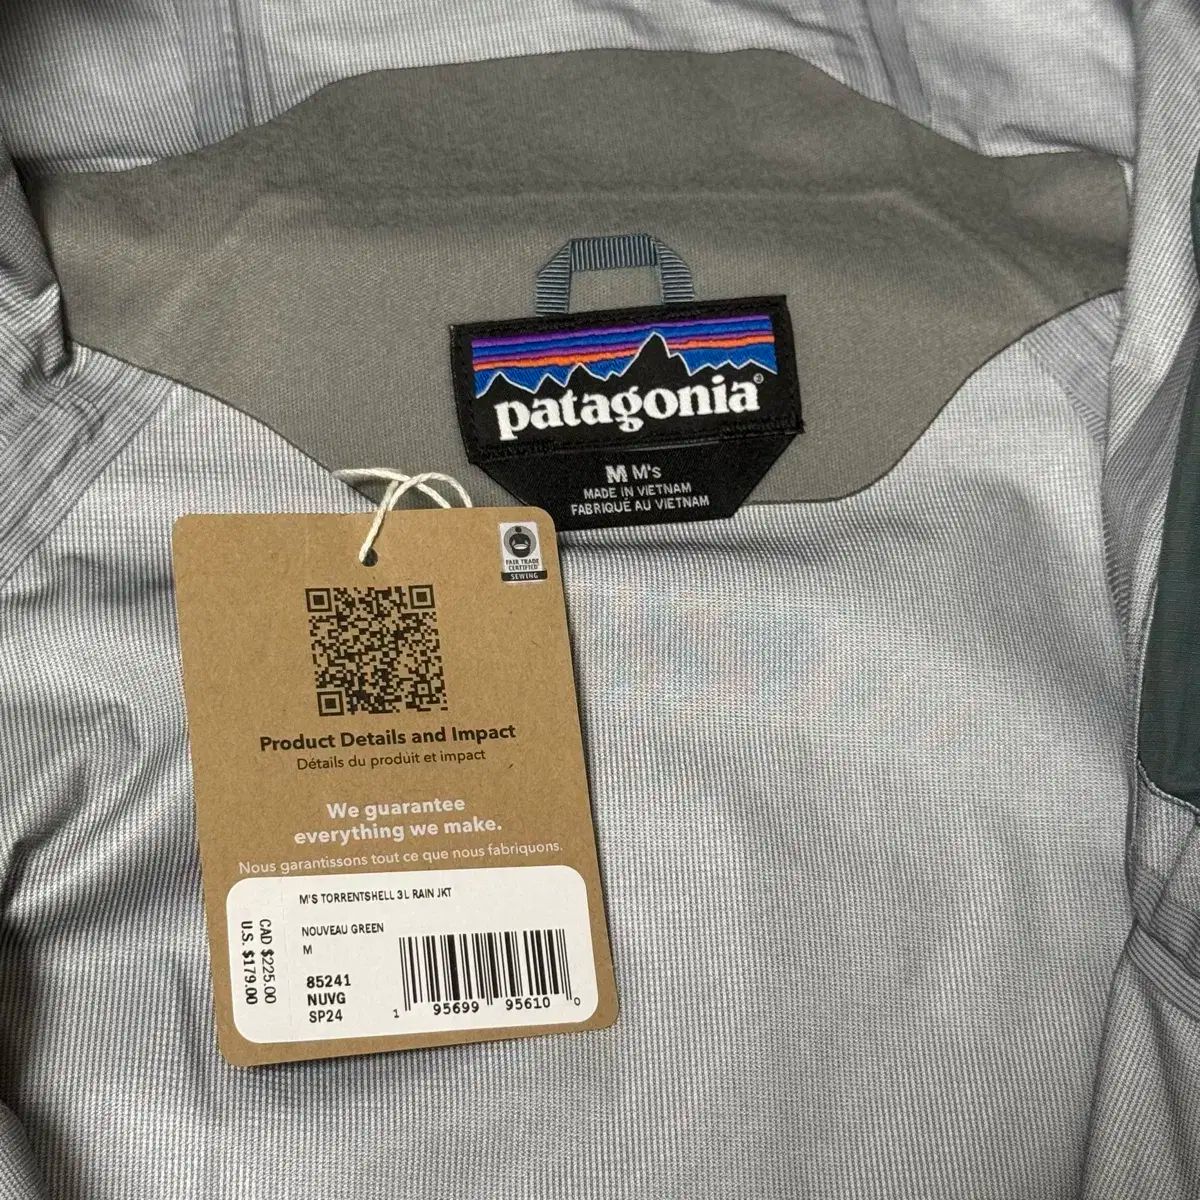 patagonia®
M M's
MADE IN VIETNAM
FABRIQUÉ AU VIETNAM
FAIR TRADE
CERTIFIED
SEWING
Product Details and Impact
Détails du produit et impact
We guarantee
everything we make.
Nous garantissons tout ce que nous fabriquons.
M'S TORRENTSHELL 3L RAIN JKT
NOUVEAU GREEN
M
85241
NUVG
SP24
CAD $225.00
U.S. $179.00
1 95699 95610 0